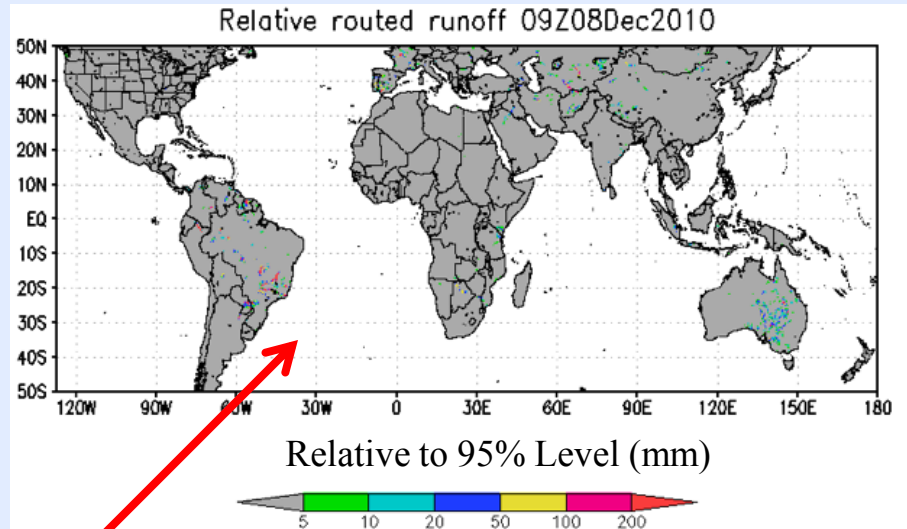 Relative routed runoff 09Z08Dec2010
50N
40N
30N
20N
10N
EQ
10S
20S
30S
40S
50S
120W 90W 60W 30W 0 30E 60E 90E 120E 150E 180
Relative to 95% Level (mm)
5 10 20 50 100 200